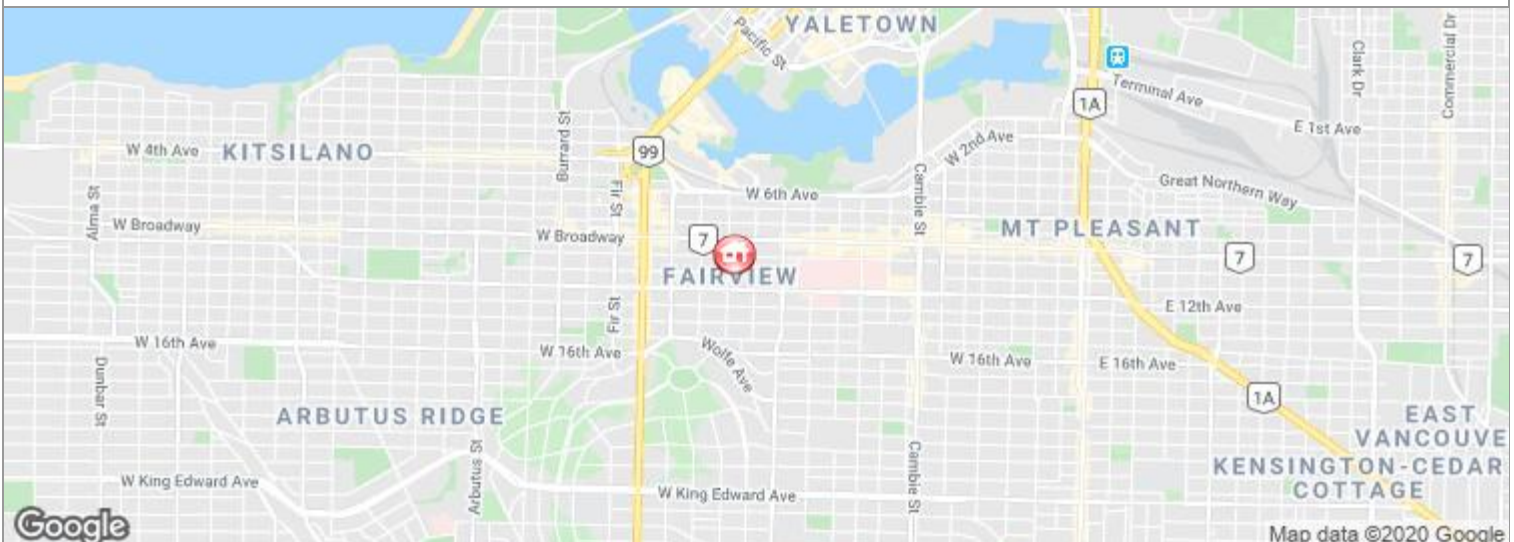 YALETOWN
Pacific St
Terminal Ave
Clark Dr
Commercial Dr
1A
E 1st Ave
W 4th Ave
KITSILANO
Burrard St
99
W 2nd Ave
Alma St
Fir St
W 6th Ave
Cambie St
Great Northern Way
W Broadway
W Broadway
7
MT PLEASANT
7
7
FAIRVIEW
Fir St
E 12th Ave
W 16th Ave
W 16th Ave
Wolfe Ave
W 16th Ave
E 16th Ave
Dunbar St
1A
ARBUTUS RIDGE
EAST
VANCOUVE
Arbutus St
Cambie St
KENSINGTON-CEDAR
COTTAGE
W King Edward Ave
W King Edward Ave
Google
Map data ©2020 Google